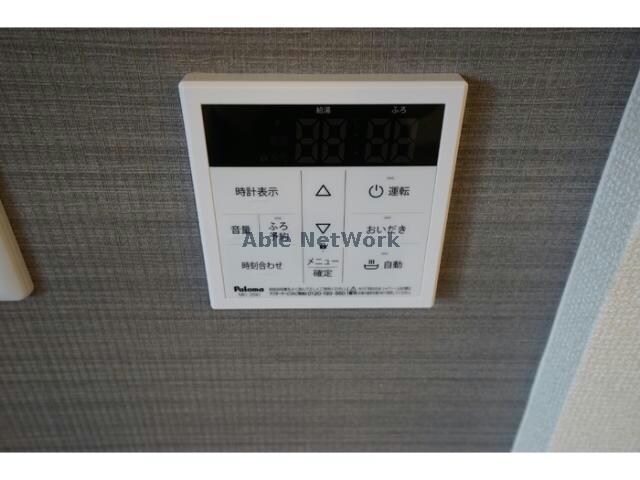 給湯 ふろ
時計表示 運転
音量 ふろ予約 おいだき
時刻合わせ メニュー 確定 自動
Able NetWork
Paloma